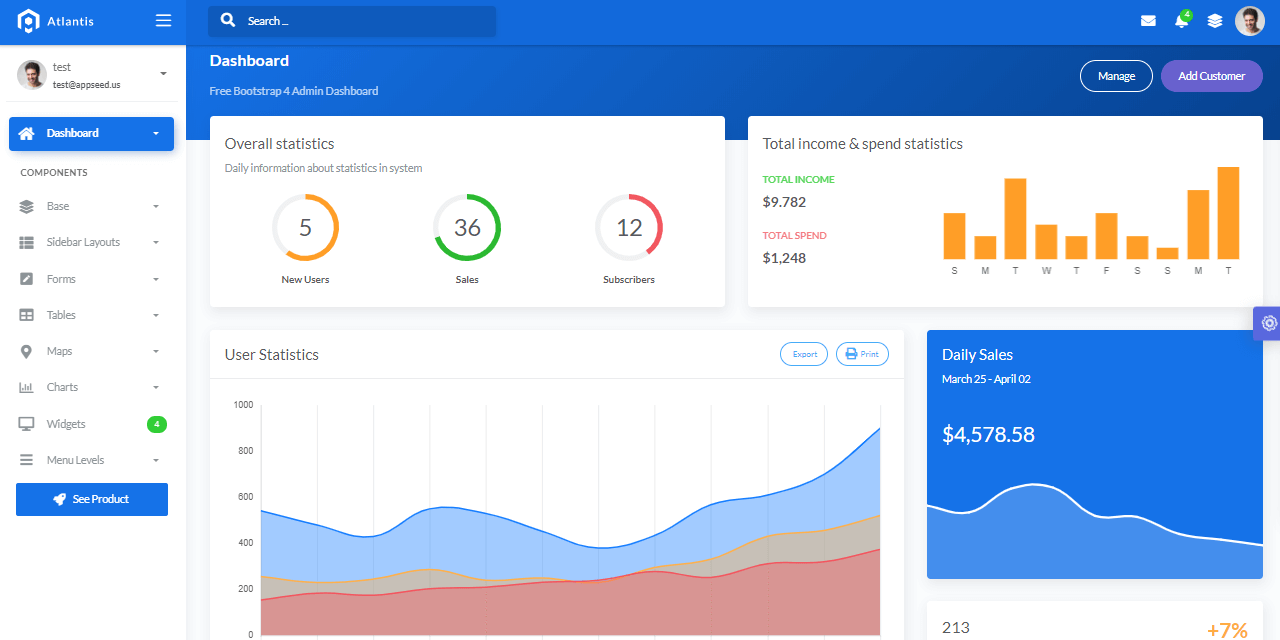 Atlantis
Search ...
4
test
test@appseed.us
Dashboard
COMPONENTS
Base
Sidebar Layouts
Forms
Tables
Maps
Charts
Widgets
4
Menu Levels
See Product
Dashboard
Free Bootstrap 4 Admin Dashboard
Manage
Add Customer
Overall statistics
Daily information about statistics in system
5
36
12
New Users
Sales
Subscribers
Total income & spend statistics
TOTAL INCOME
$9.782
TOTAL SPEND
$1,248
S M T W T F S S M T
User Statistics
Export
Print
1000
800
600
400
200
0
Daily Sales
March 25 - April 02
$4,578.58
213
+7%